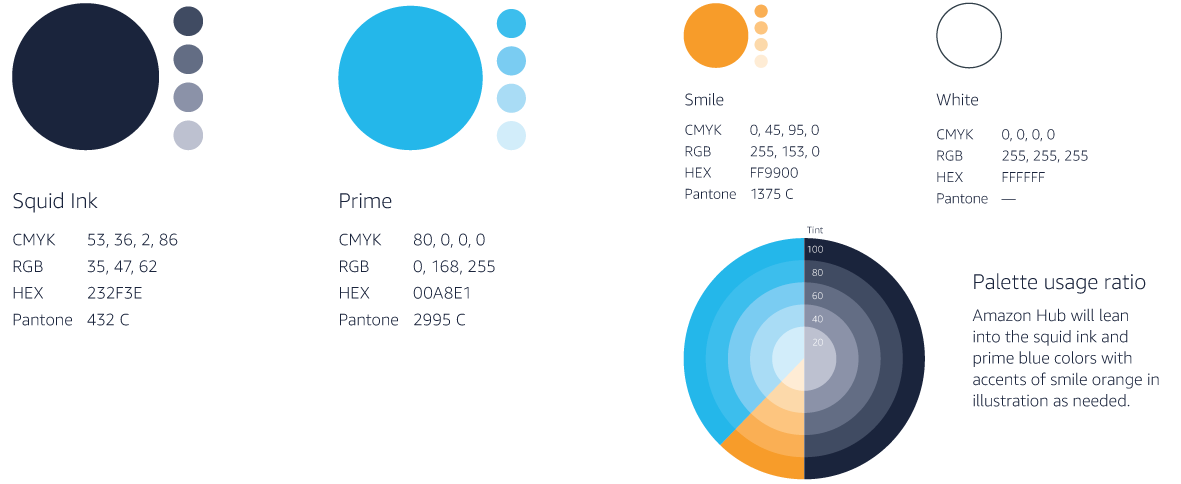 Squid Ink
CMYK 53, 36, 2, 86
RGB 35, 47, 62
HEX 232F3E
Pantone 432 C
Prime
CMYK 80, 0, 0, 0
RGB 0, 168, 255
HEX 00A8E1
Pantone 2995 C
Smile
CMYK 0, 45, 95, 0
RGB 255, 153, 0
HEX FF9900
Pantone 1375 C
White
CMYK 0, 0, 0, 0
RGB 255, 255, 255
HEX FFFFFF
Pantone —
Tint
100
80
60
40
20
Palette usage ratio
Amazon Hub will lean
into the squid ink and
prime blue colors with
accents of smile orange in
illustration as needed.